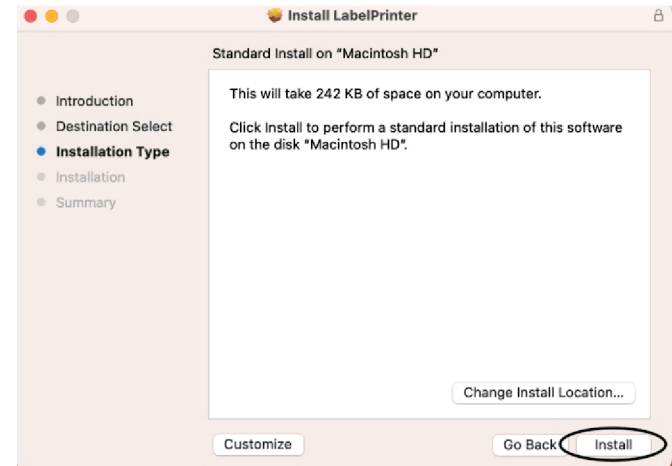 Install LabelPrinter
Standard Install on "Macintosh HD"
Introduction
Destination Select
Installation Type
Installation
Summary
This will take 242 KB of space on your computer.
Click Install to perform a standard installation of this software
on the disk "Macintosh HD".
Change Install Location...
Customize
Go Back
Install